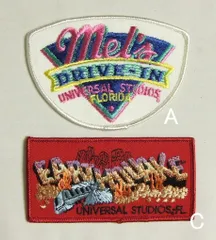 Mel's
DRIVE-IN
UNIVERSAL STUDIOS
FLORIDA
A
EARTHQUAKE
UNIVERSAL STUDIOS, FL
C